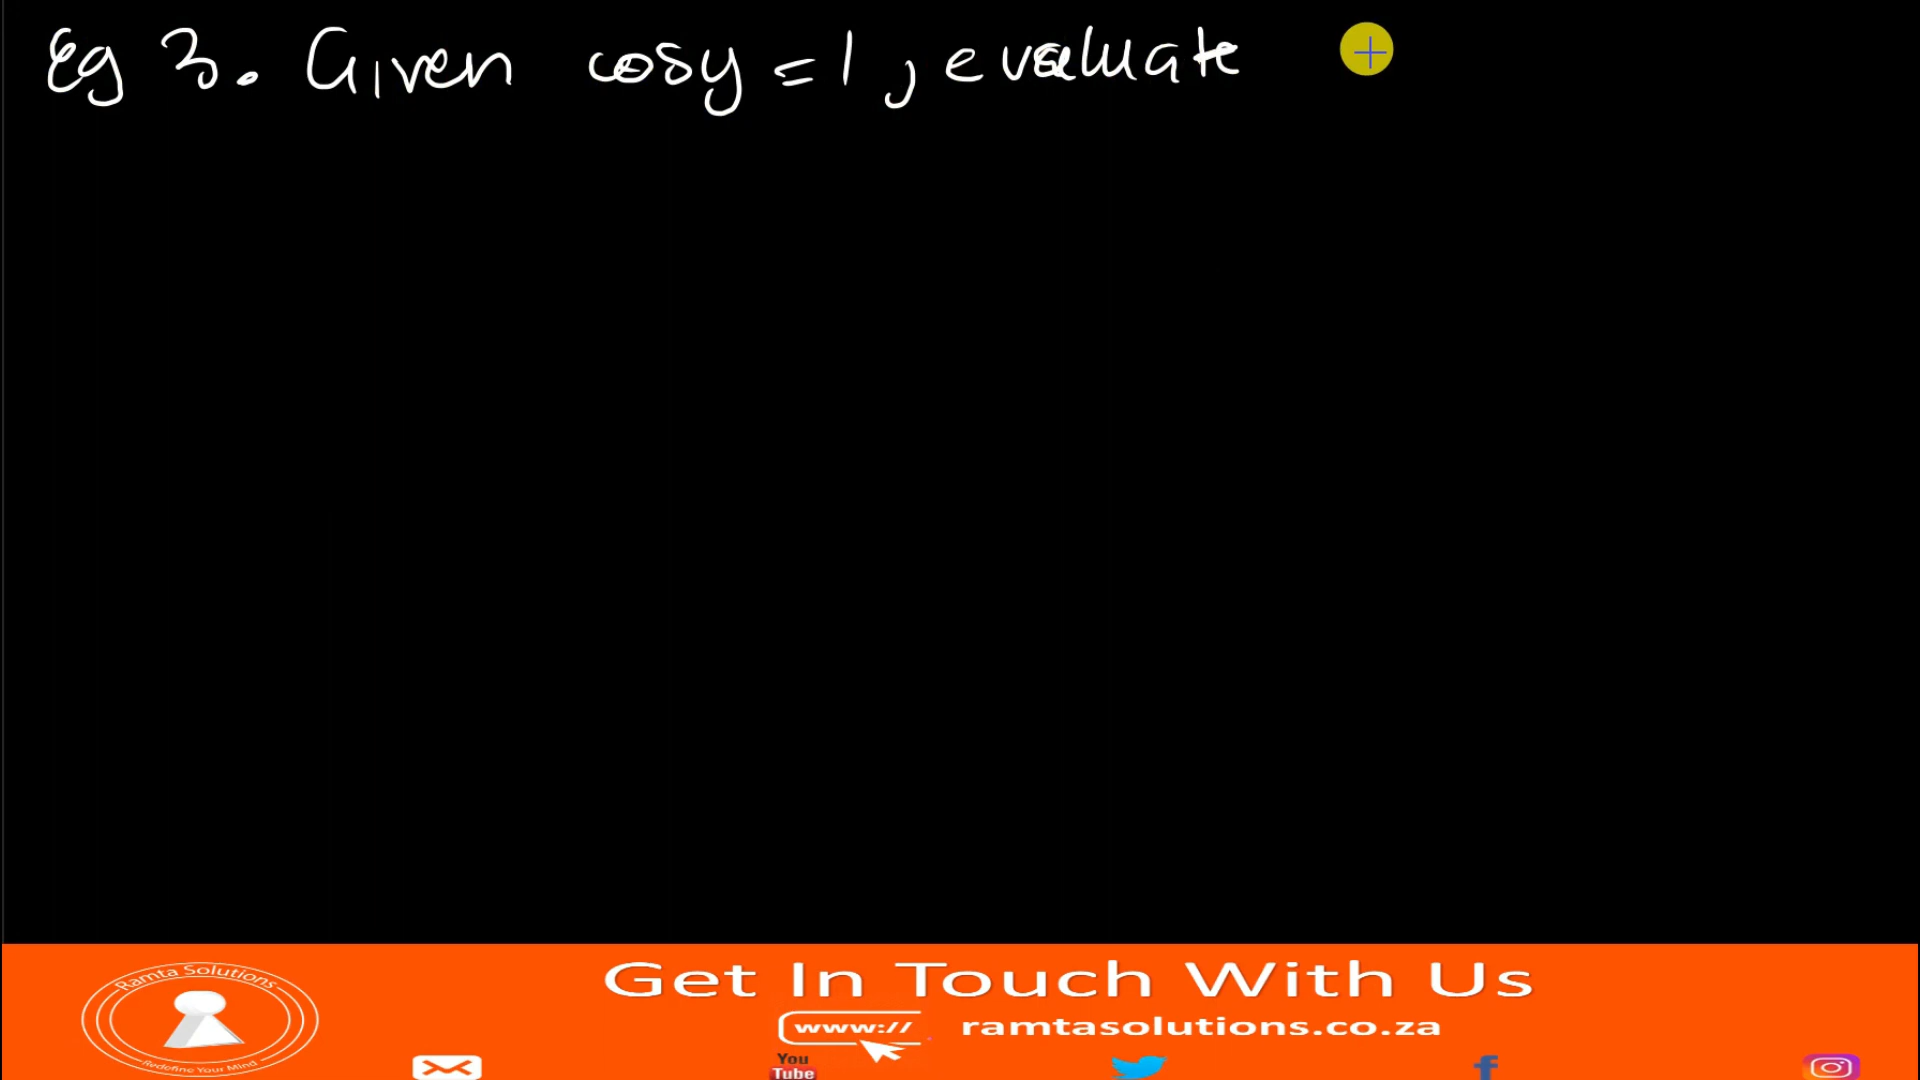 Eg 3. Given cosy = 1, evaluate
Get In Touch With Us
www:// ramtasolutions.co.za
Ramta Solutions
Redefine Your Mind
You
Tube